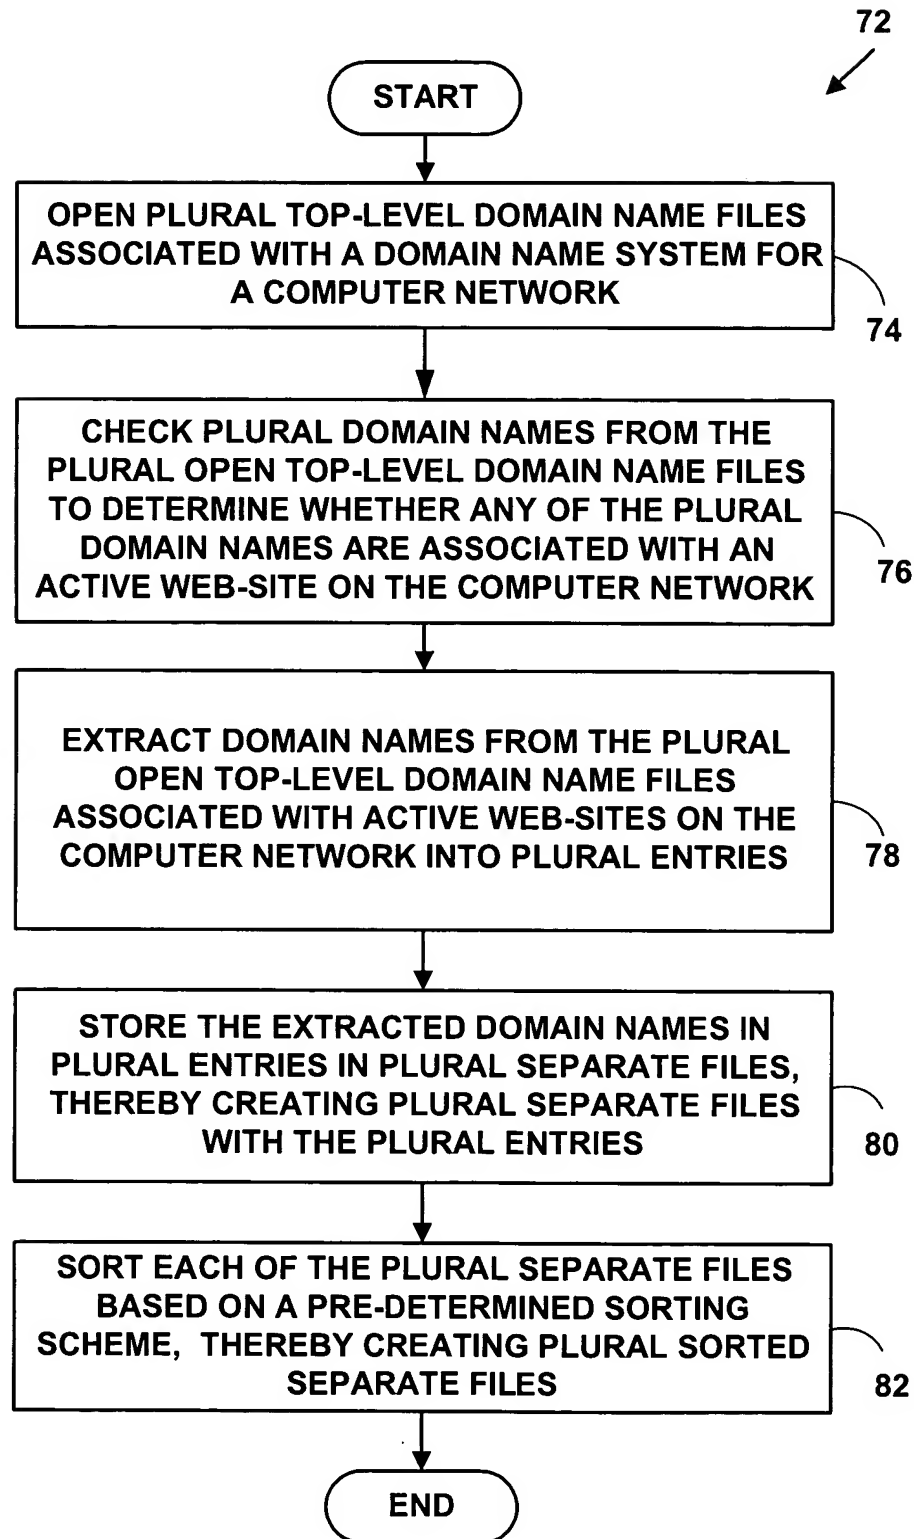 72
START
OPEN PLURAL TOP-LEVEL DOMAIN NAME FILES
ASSOCIATED WITH A DOMAIN NAME SYSTEM FOR
A COMPUTER NETWORK
74
CHECK PLURAL DOMAIN NAMES FROM THE
PLURAL OPEN TOP-LEVEL DOMAIN NAME FILES
TO DETERMINE WHETHER ANY OF THE PLURAL
DOMAIN NAMES ARE ASSOCIATED WITH AN
ACTIVE WEB-SITE ON THE COMPUTER NETWORK
76
EXTRACT DOMAIN NAMES FROM THE PLURAL
OPEN TOP-LEVEL DOMAIN NAME FILES
ASSOCIATED WITH ACTIVE WEB-SITES ON THE
COMPUTER NETWORK INTO PLURAL ENTRIES
78
STORE THE EXTRACTED DOMAIN NAMES IN
PLURAL ENTRIES IN PLURAL SEPARATE FILES,
THEREBY CREATING PLURAL SEPARATE FILES
WITH THE PLURAL ENTRIES
80
SORT EACH OF THE PLURAL SEPARATE FILES
BASED ON A PRE-DETERMINED SORTING
SCHEME, THEREBY CREATING PLURAL SORTED
SEPARATE FILES
82
END